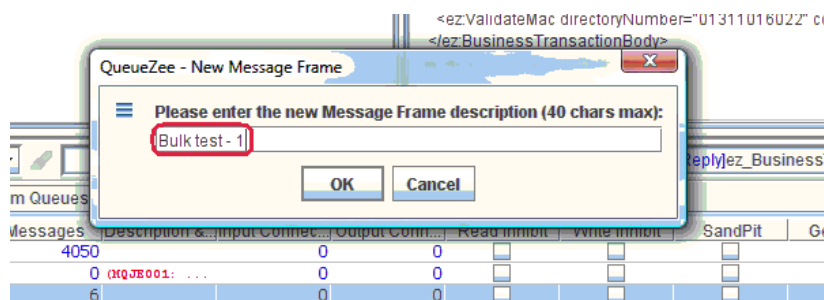 <ez:ValidateMac directoryNumber="01311016022" c
</ez:BusinessTransactionBody>
QueueZee - New Message Frame
Please enter the new Message Frame description (40 chars max):
Bulk test - 1
Reply]ez_Business
OK Cancel
m Queues
Messages Description &... Input Connec... Output Conn... Read Inhibit Write Inhibit SandPit Ge
4050 0 0
0 (MQJE001: ... 0 0
6 0 0